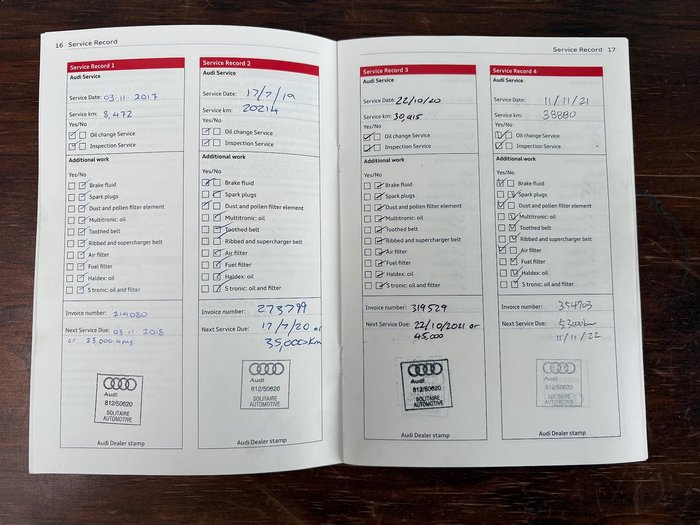 16 Service Record
Service Record 1
Audi Service
Service Date: 03·11·2017
Service km: 8,472
Yes/No
Oil change Service
Inspection Service
Additional work
Yes/No
Brake fluid
Spark plugs
Dust and pollen filter element
Multitronic: oil
Toothed belt
Ribbed and supercharger belt
Air filter
Fuel filter
Haldex: oil
S tronic: oil and filter
Invoice number: 214080
Next Service Due: 03·11·2018
or 23,000 kms
Audi
812/50620
SOLITAIRE
AUTOMOTIVE
Audi Dealer stamp
Service Record 2
Audi Service
Service Date: 17/7/19
Service km: 20214
Yes/No
Oil change Service
Inspection Service
Additional work
Yes/No
Brake fluid
Spark plugs
Dust and pollen filter element
Multitronic: oil
Toothed belt
Ribbed and supercharger belt
Air filter
Fuel filter
Haldex: oil
S tronic: oil and filter
Invoice number: 273799
Next Service Due: 17/7/20 or
35,000km
Audi
812/50620
SOLITAIRE
AUTOMOTIVE
Audi Dealer stamp
Service Record 17
Service Record 3
Audi Service
Service Date: 22/10/20
Service km: 30,915
Yes/No
Oil change Service
Inspection Service
Additional work
Yes/No
Brake fluid
Spark plugs
Dust and pollen filter element
Multitronic: oil
Toothed belt
Ribbed and supercharger belt
Air filter
Fuel filter
Haldex: oil
S tronic: oil and filter
Invoice number: 319529
Next Service Due: 22/10/2021 or
45,000
Audi
812/50620
SOLITAIRE
AUTOMOTIVE
Audi Dealer stamp
Service Record 4
Audi Service
Service Date: 11/11/21
Service km: 38880
Yes/No
Oil change Service
Inspection Service
Additional work
Yes/No
Brake fluid
Spark plugs
Dust and pollen filter element
Multitronic: oil
Toothed belt
Ribbed and supercharger belt
Air filter
Fuel filter
Haldex: oil
S tronic: oil and filter
Invoice number: 354703
Next Service Due: 53000km
11/11/22
Audi
812/50620
SOLITAIRE
AUTOMOTIVE
Audi Dealer stamp